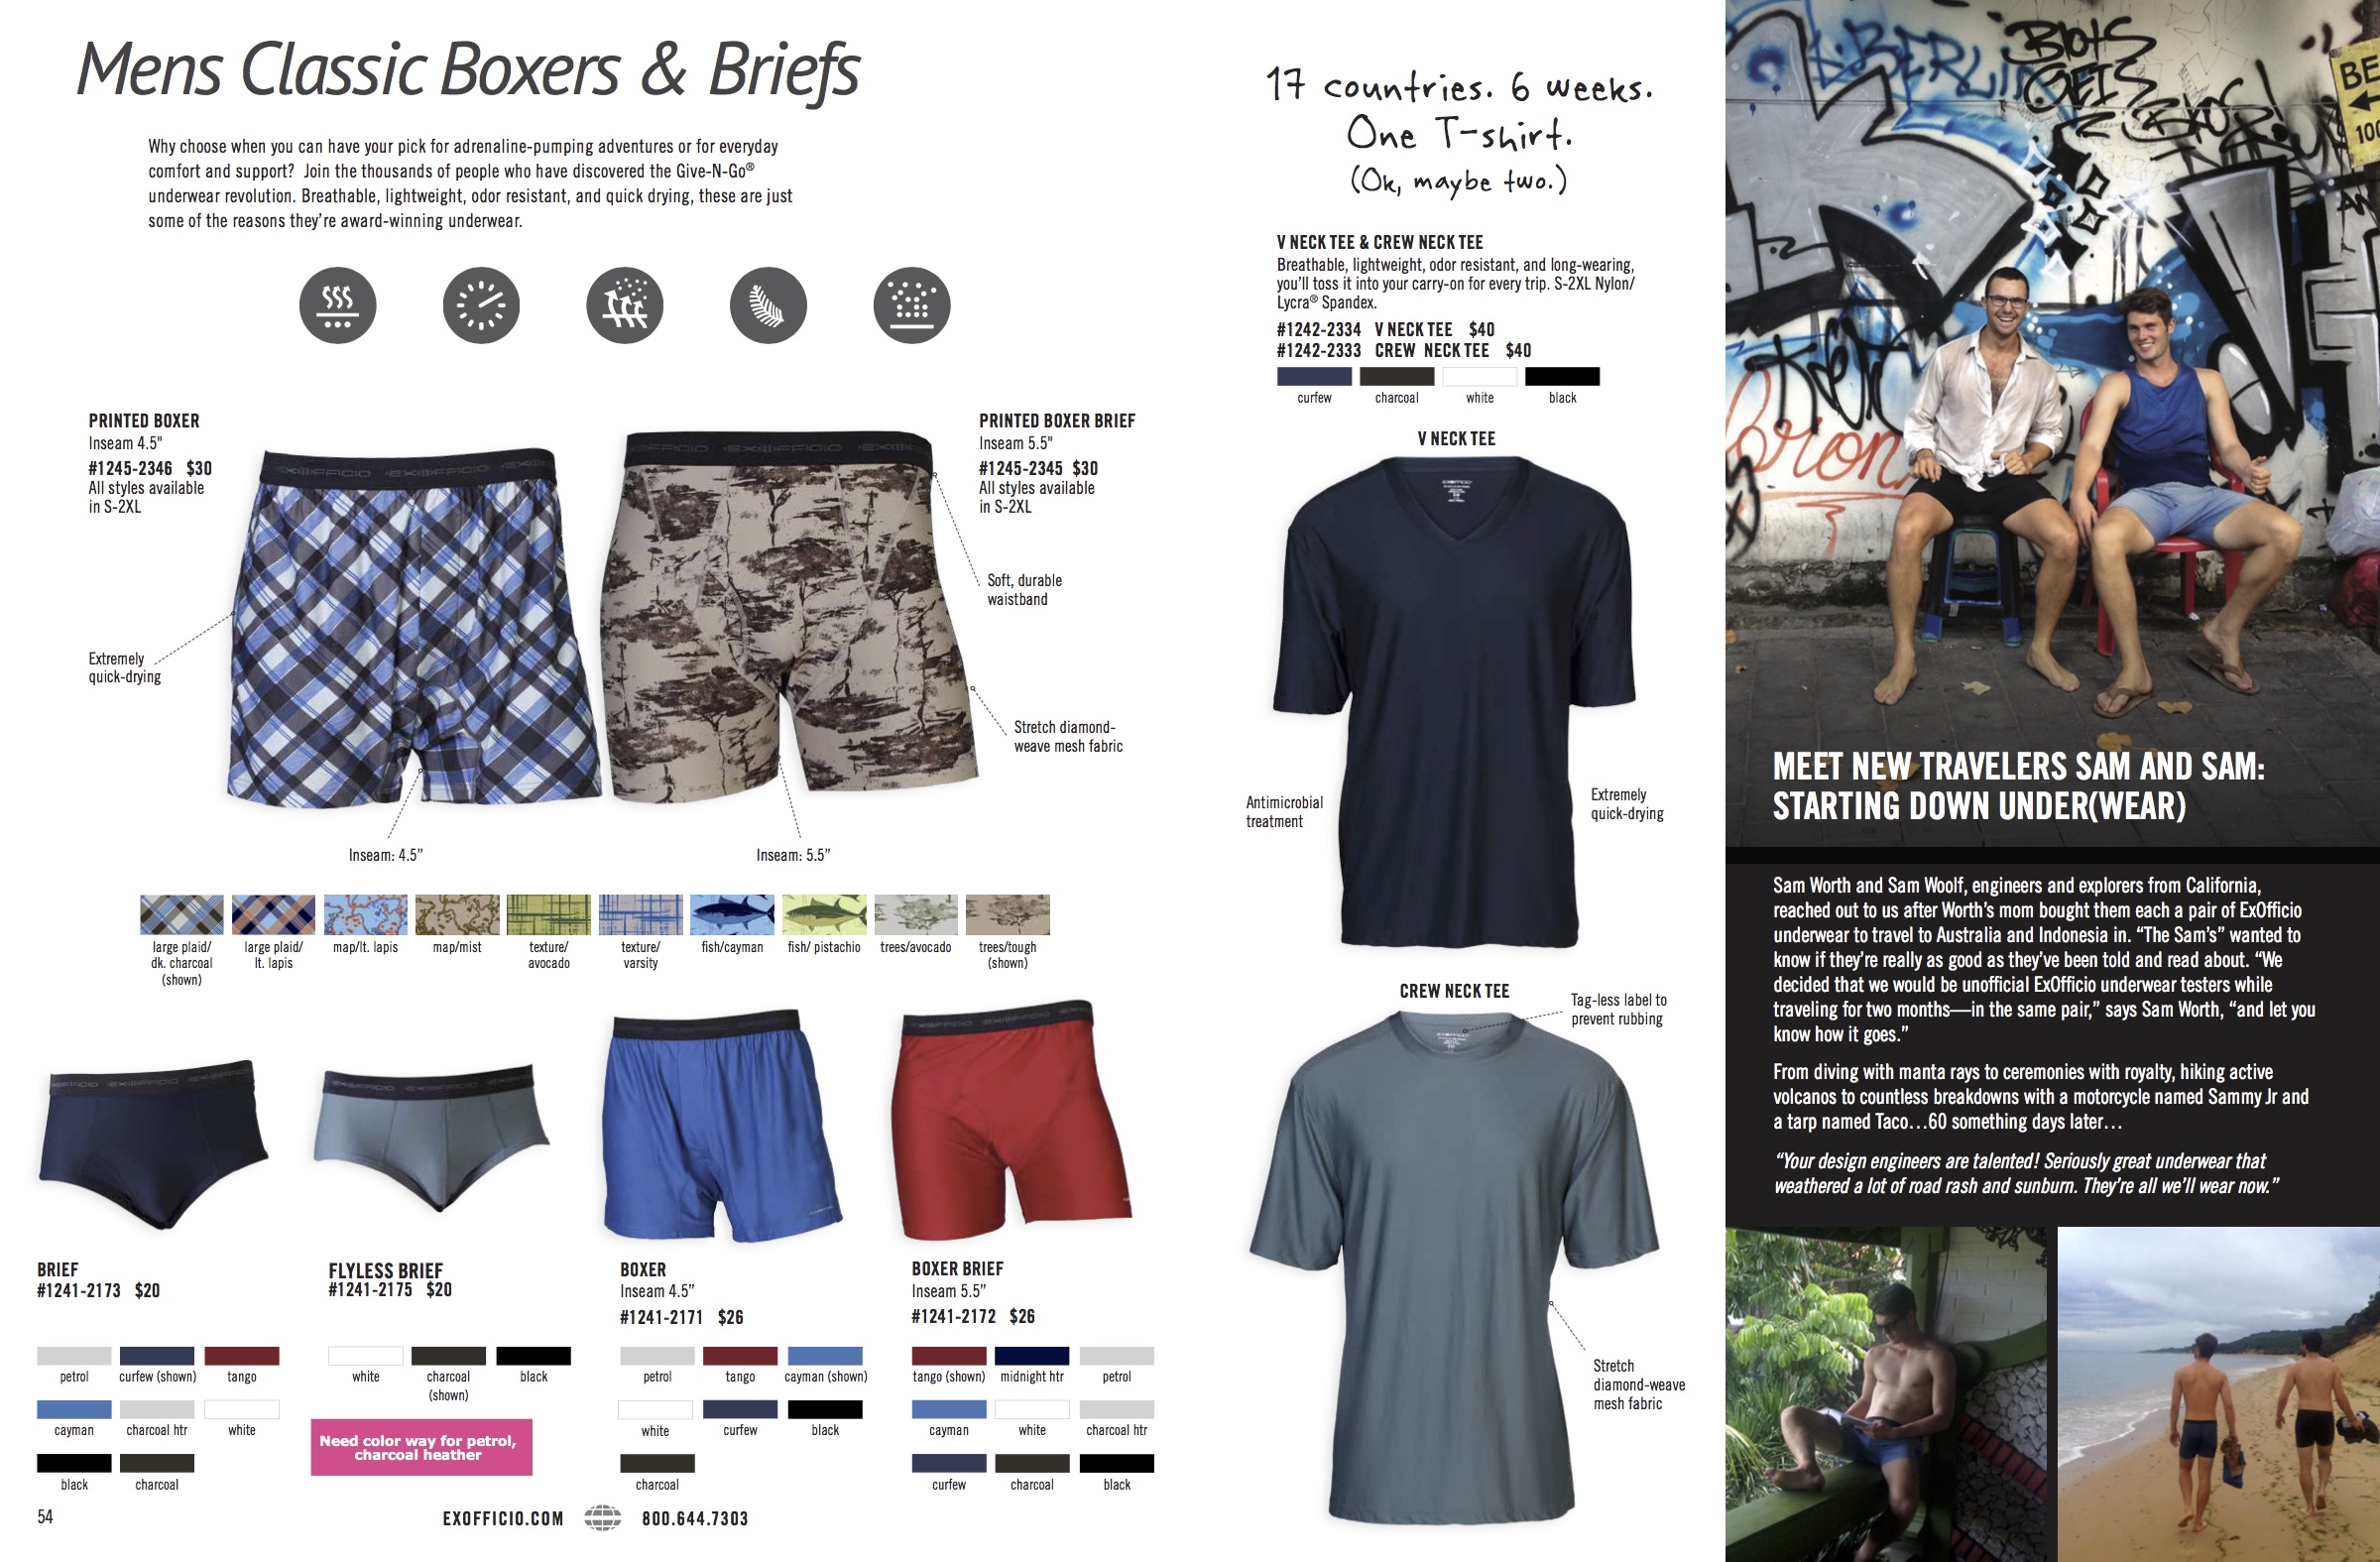 Mens Classic Boxers & Briefs
Why choose when you can have your pick for adrenaline-pumping adventures or for everyday
comfort and support?  Join the thousands of people who have discovered the Give-N-Go®
underwear revolution. Breathable, lightweight, odor resistant, and quick drying, these are just
some of the reasons they're award-winning underwear.
PRINTED BOXER
Inseam 4.5"
#1245-2346 $30
All styles available
in S-2XL
PRINTED BOXER BRIEF
Inseam 5.5"
#1245-2345 $30
All styles available
in S-2XL
EXOFFICIO EXOFFICIO
EXOFFICIO
Soft, durable
waistband
Extremely
quick-drying
Stretch diamond-
weave mesh fabric
Inseam: 4.5”
Inseam: 5.5”
large plaid/
dk. charcoal
(shown)
large plaid/
lt. lapis
map/lt. lapis
map/mist
texture/
avocado
texture/
varsity
fish/cayman
fish/ pistachio
trees/avocado
trees/tough
(shown)
BRIEF
#1241-2173 $20
petrol
curfew (shown)
tango
cayman
charcoal htr
white
black
charcoal
FLYLESS BRIEF
#1241-2175 $20
white
charcoal
(shown)
black
Need color way for petrol,
charcoal heather
BOXER
Inseam 4.5”
#1241-2171 $26
petrol
tango
cayman (shown)
white
curfew
black
charcoal
BOXER BRIEF
Inseam 5.5”
#1241-2172 $26
tango (shown)
midnight htr
petrol
cayman
white
charcoal htr
curfew
charcoal
black
54
EXOFFICIO.COM
800.644.7303
17 countries. 6 weeks.
One T-shirt.
(Ok, maybe two.)
V NECK TEE & CREW NECK TEE
Breathable, lightweight, odor resistant, and long-wearing,
you'll toss it into your carry-on for every trip. S-2XL Nylon/
Lycra® Spandex.
#1242-2334 V NECK TEE $40
#1242-2333 CREW NECK TEE $40
curfew
charcoal
white
black
V NECK TEE
EXOFFICIO
Antimicrobial
treatment
Extremely
quick-drying
CREW NECK TEE
Tag-less label to
prevent rubbing
EXOFFICIO
Stretch
diamond-weave
mesh fabric
BERLIN
BE
100
MEET NEW TRAVELERS SAM AND SAM:
STARTING DOWN UNDER(WEAR)
Sam Worth and Sam Woolf, engineers and explorers from California,
reached out to us after Worth's mom bought them each a pair of ExOfficio
underwear to travel to Australia and Indonesia in. “The Sam's” wanted to
know if they're really as good as they've been told and read about. “We
decided that we would be unofficial ExOfficio underwear testers while
traveling for two months—in the same pair,” says Sam Worth, “and let you
know how it goes.”
From diving with manta rays to ceremonies with royalty, hiking active
volcanos to countless breakdowns with a motorcycle named Sammy Jr and
a tarp named Taco…60 something days later…
“Your design engineers are talented! Seriously great underwear that
weathered a lot of road rash and sunburn. They're all we'll wear now.”